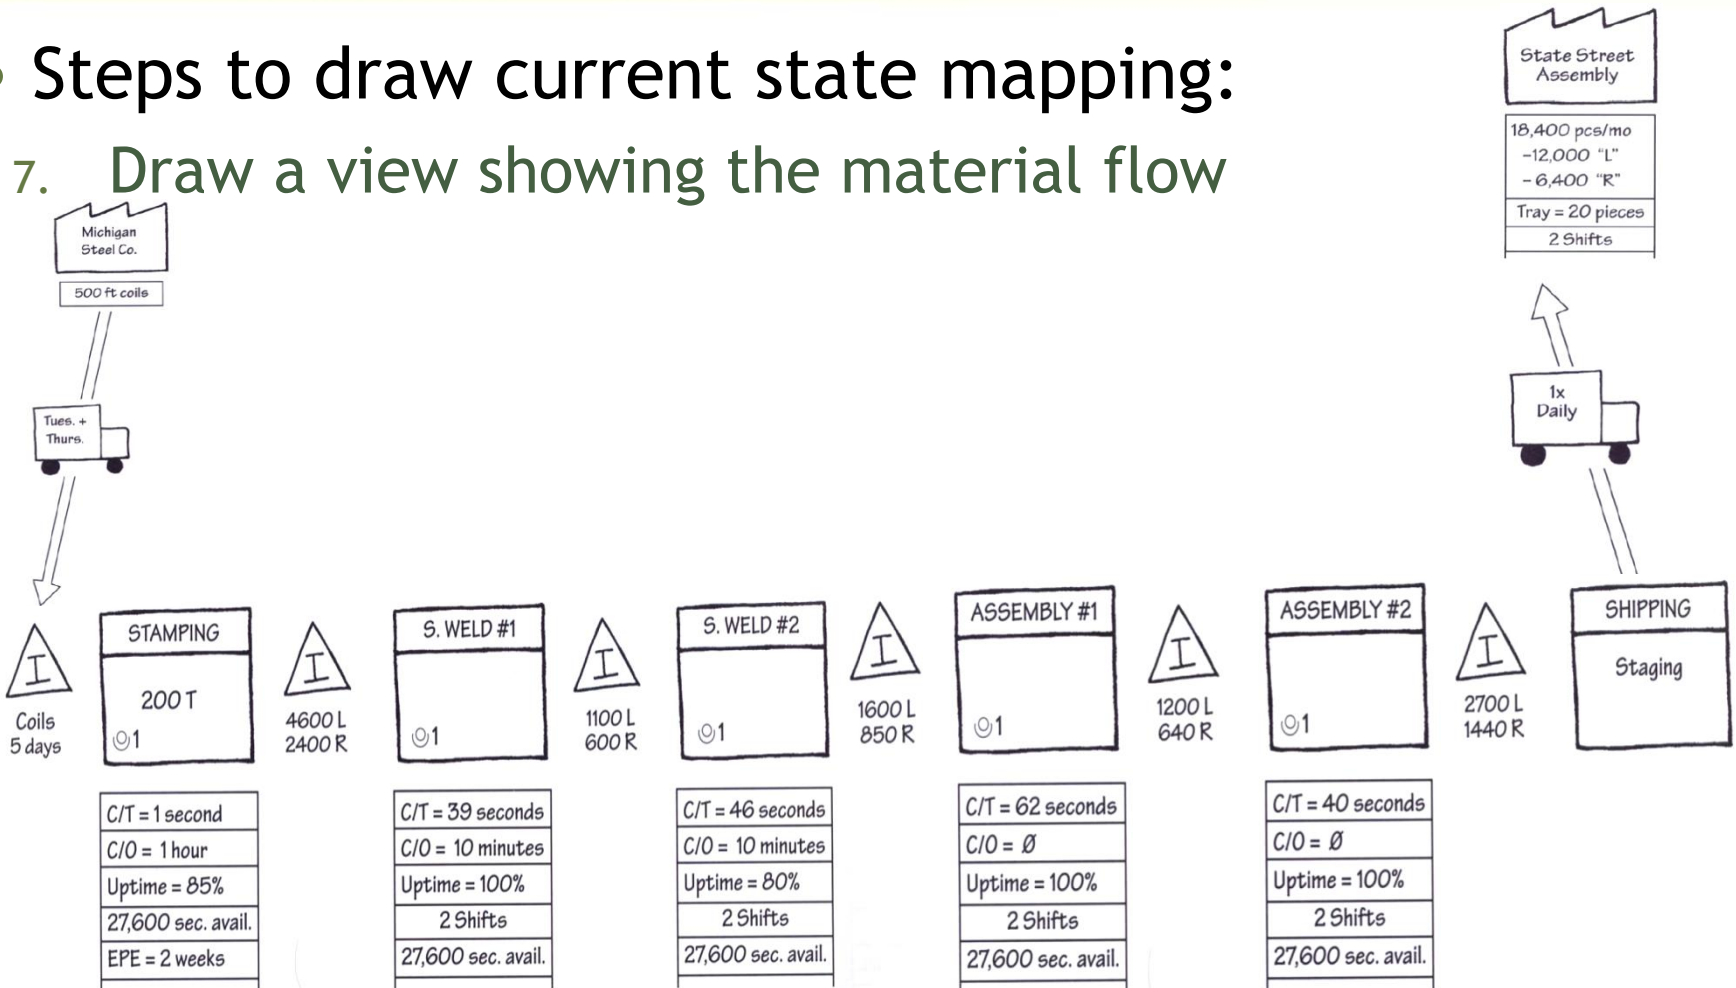 • Steps to draw current state mapping:
7. Draw a view showing the material flow
State Street
Assembly
18,400 pcs/mo
-12,000 "L"
- 6,400 "R"
Tray = 20 pieces
2 Shifts
Michigan
Steel Co.
500 ft coils
Tues. +
Thurs.
1x
Daily
I
Coils
5 days
STAMPING
200 T
1
I
4600 L
2400 R
S. WELD #1
1
I
1100 L
600 R
S. WELD #2
1
I
1600 L
850 R
ASSEMBLY #1
1
I
1200 L
640 R
ASSEMBLY #2
1
I
2700 L
1440 R
SHIPPING
Staging
C/T = 1 second
C/O = 1 hour
Uptime = 85%
27,600 sec. avail.
EPE = 2 weeks
C/T = 39 seconds
C/O = 10 minutes
Uptime = 100%
2 Shifts
27,600 sec. avail.
C/T = 46 seconds
C/O = 10 minutes
Uptime = 80%
2 Shifts
27,600 sec. avail.
C/T = 62 seconds
C/O = Ø
Uptime = 100%
2 Shifts
27,600 sec. avail.
C/T = 40 seconds
C/O = Ø
Uptime = 100%
2 Shifts
27,600 sec. avail.